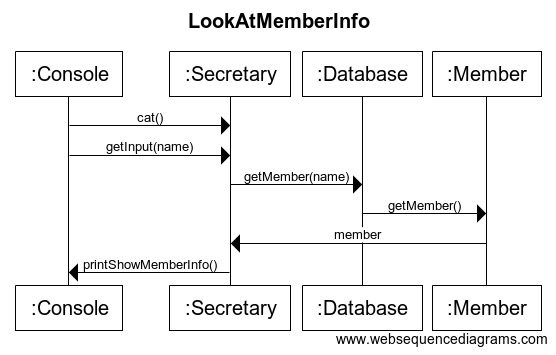 LookAtMemberInfo
:Console :Secretary :Database :Member
cat()
getInput(name)
getMember(name)
getMember()
member
printShowMemberInfo()
:Console :Secretary :Database :Member
www.websequencediagrams.com